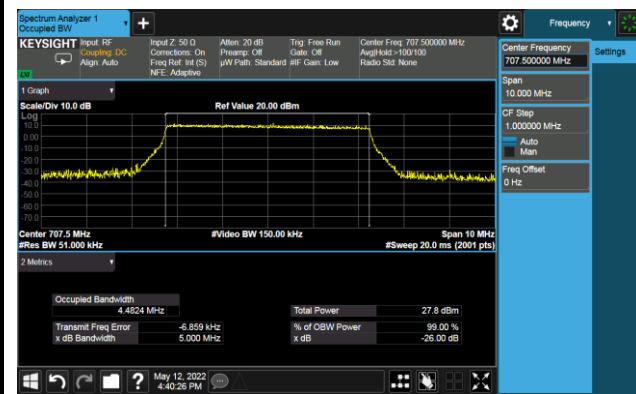 Spectrum Analyzer 1
Occupied BW
+
Frequency
KEYSIGHT Input: RF Input Z: 50 Ω Atten: 20 dB Trig: Free Run Center Freq: 707.500000 MHz
Coupling: DC Corrections: On Preamp: Off Gate: Off Avg|Hold:>100/100
Align: Auto Freq Ref: Int (S) µW Path: Standard #IF Gain: Low Radio Std: None
NFE: Adaptive
LXI
Center Frequency
707.500000 MHz
Settings
Span
10.000 MHz
CF Step
1.000000 MHz
Auto
Man
Freq Offset
0 Hz
1 Graph
Scale/Div 10.0 dB Ref Value 20.00 dBm
Log
10.0
0.00
-10.0
-20.0
-30.0
-40.0
-50.0
-60.0
-70.0
Center 707.5 MHz #Video BW 150.00 kHz Span 10 MHz
#Res BW 51.000 kHz #Sweep 20.0 ms (2001 pts)
2 Metrics
Occupied Bandwidth
4.4824 MHz Total Power 27.8 dBm
Transmit Freq Error -6.859 kHz % of OBW Power 99.00 %
x dB Bandwidth 5.000 MHz x dB -26.00 dB
? May 12, 2022
4:40:26 PM